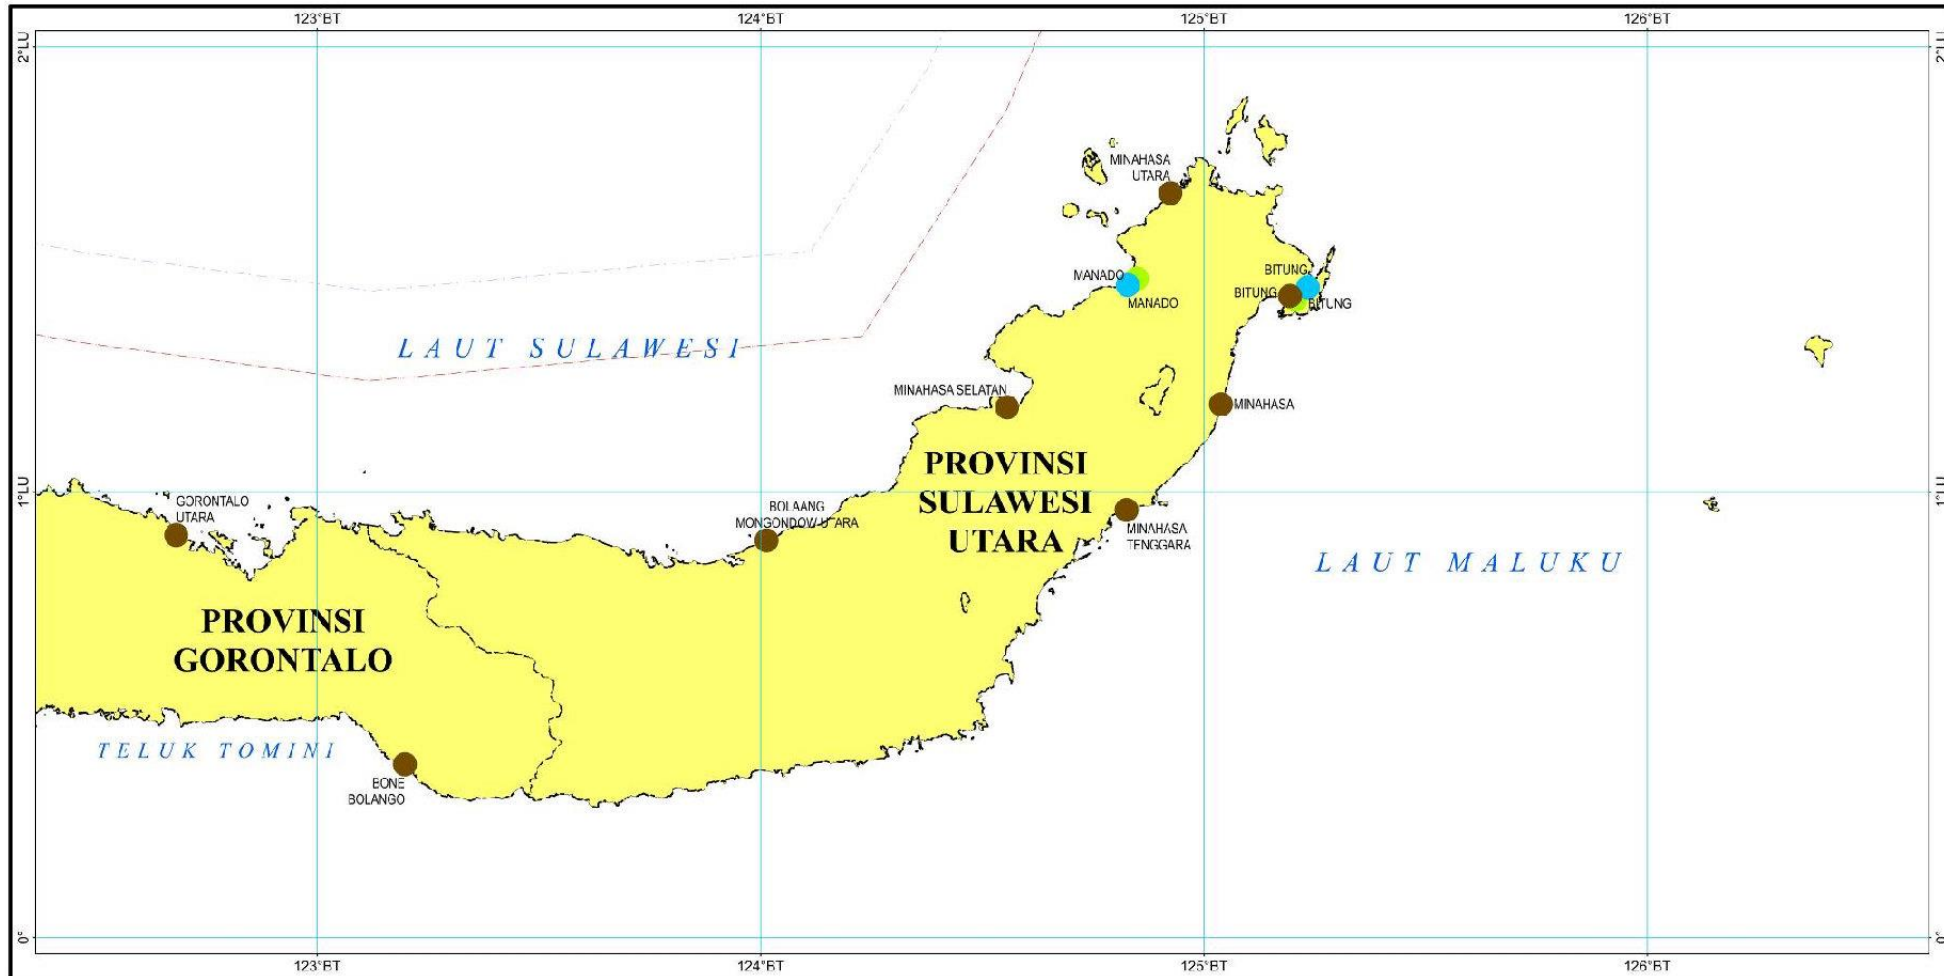 123°BT
124°BT
125°BT
126°BT
2°LU
2°LU
MINAHASA
UTARA
MANADO
MANADO
BITUNG
BITUNG
BITUNG
LAUT SULAWESI
MINAHASA SELATAN
MINAHASA
PROVINSI
SULAWESI
UTARA
1°LU
1°LU
GORONTALO
UTARA
BOLAANG
MONGONDOW UTARA
MINAHASA
TENGGARA
LAUT MALUKU
PROVINSI
GORONTALO
TELUK TOMINI
BONE
BOLANGO
0°
0°
123°BT
124°BT
125°BT
126°BT